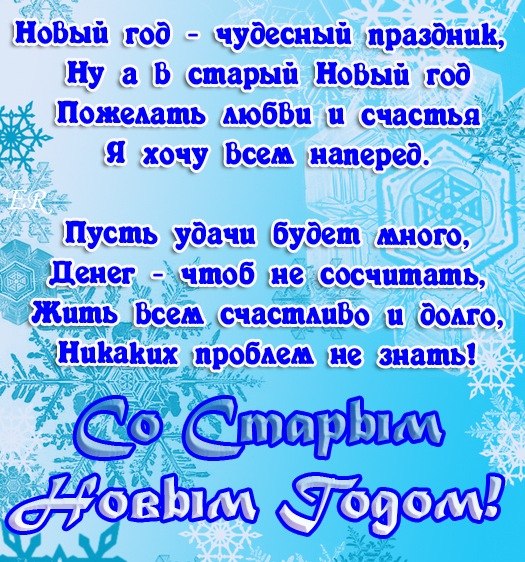 Новый год - чудесный праздник,
Ну а в старый Новый год
Пожелать любви и счастья
Я хочу всем наперед.
Пусть удачи будет много,
Денег - чтоб не сосчитать,
Жить всем счастливо и долго,
Никаких проблем не знать!
Со Старым
Новым Годом!